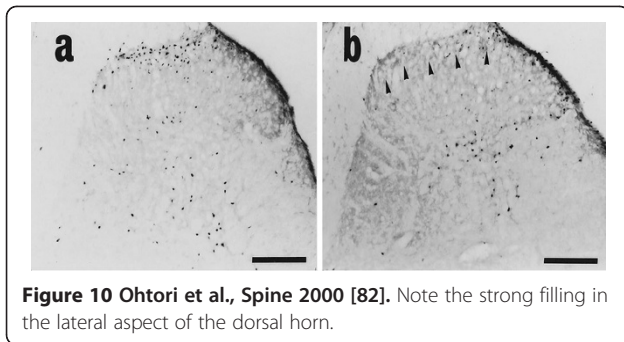 a
b
Figure 10 Ohtori et al., Spine 2000 [82]. Note the strong filling in
the lateral aspect of the dorsal horn.